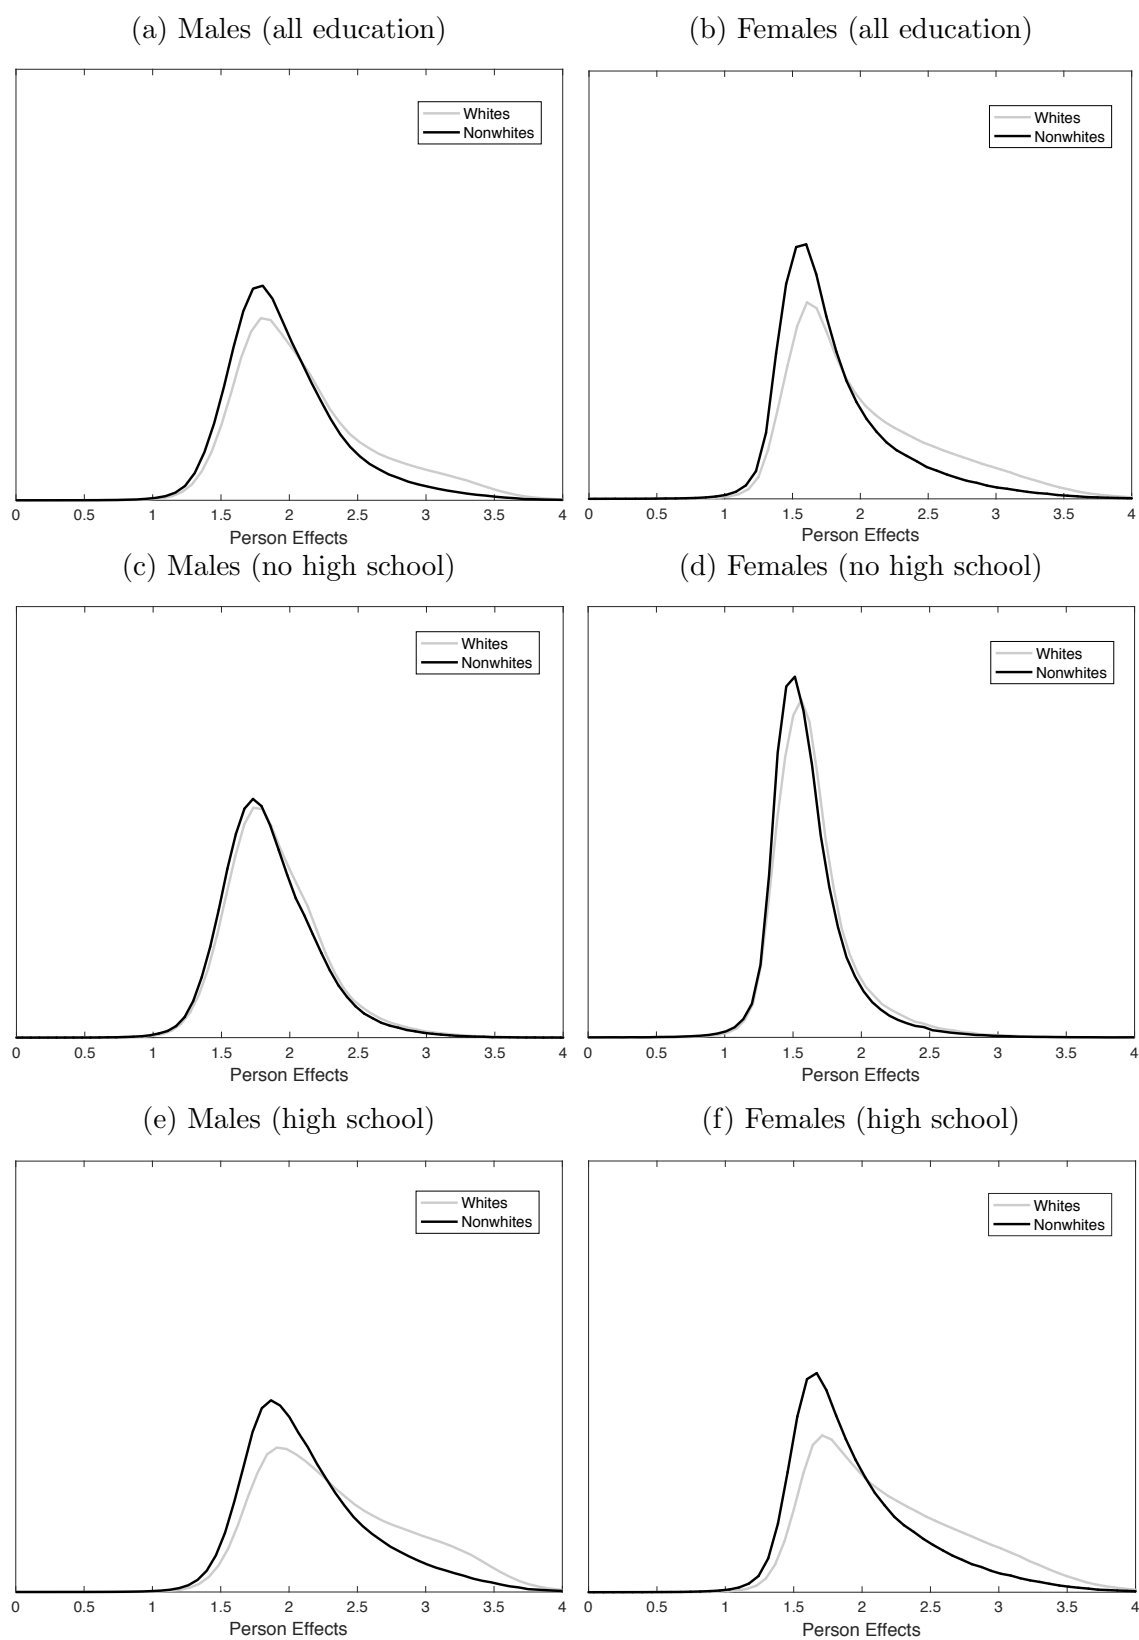 (a) Males (all education)
(b) Females (all education)
Whites
Nonwhites
Whites
Nonwhites
0 0.5 1 1.5 2 2.5 3 3.5 4
Person Effects
0 0.5 1 1.5 2 2.5 3 3.5 4
Person Effects
(c) Males (no high school)
(d) Females (no high school)
Whites
Nonwhites
Whites
Nonwhites
0 0.5 1 1.5 2 2.5 3 3.5 4
Person Effects
0 0.5 1 1.5 2 2.5 3 3.5 4
Person Effects
(e) Males (high school)
(f) Females (high school)
Whites
Nonwhites
Whites
Nonwhites
0 0.5 1 1.5 2 2.5 3 3.5 4
Person Effects
0 0.5 1 1.5 2 2.5 3 3.5 4
Person Effects